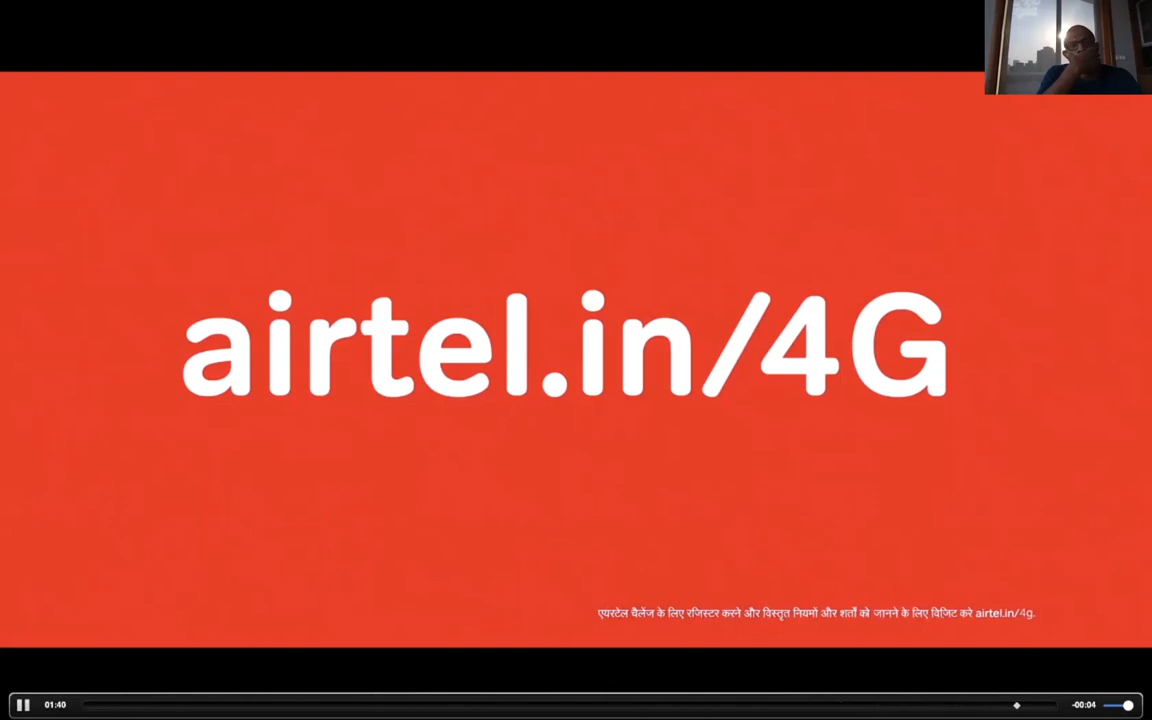 airtel.in/4G
एयरटेल चैलेंज के लिए रजिस्टर करने और विस्तृत नियमों और शर्तों को जानने के लिए विज़िट करे airtel.in/4g.
01:40
-00:04